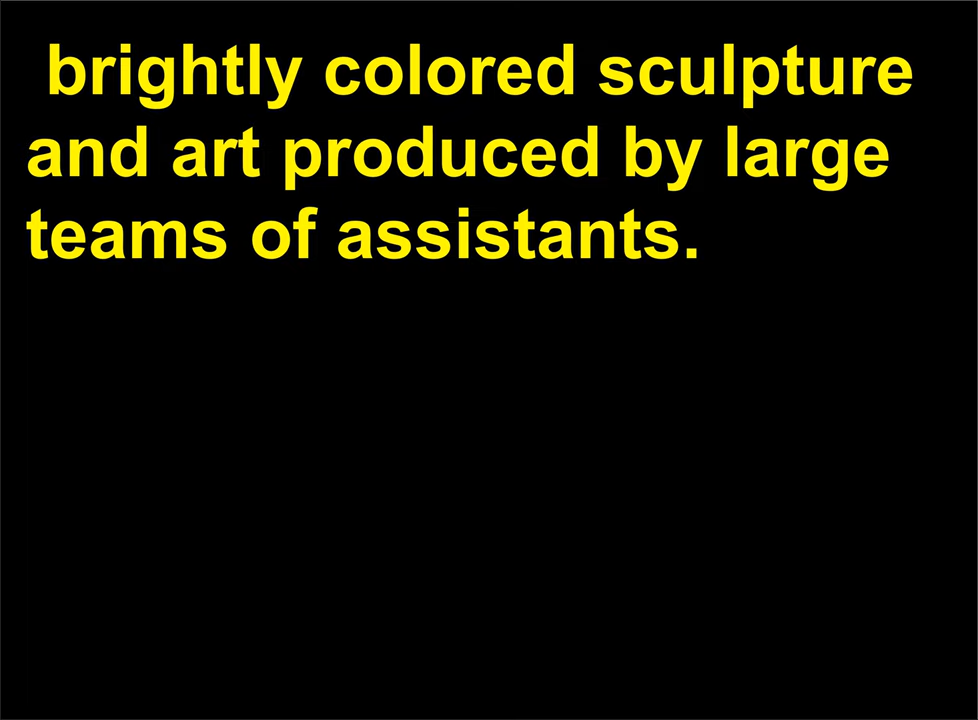 brightly colored sculpture
and art produced by large
teams of assistants.